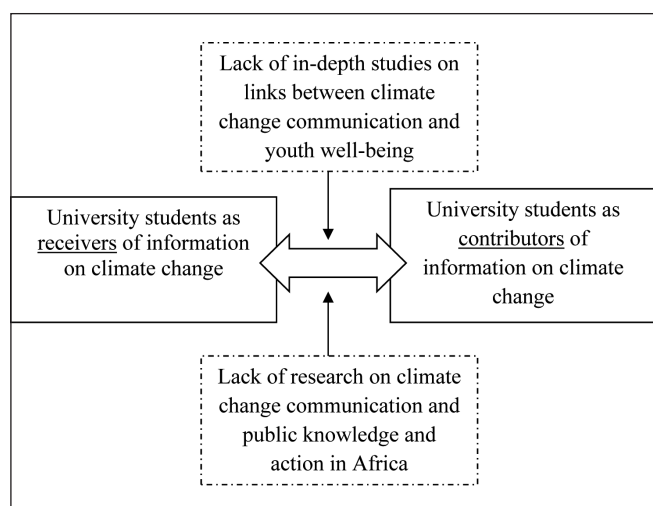 Lack of in-depth studies on
links between climate
change communication and
youth well-being
University students as
receivers of information
on climate change
University students as
contributors of
information on climate
change
Lack of research on climate
change communication and
public knowledge and
action in Africa